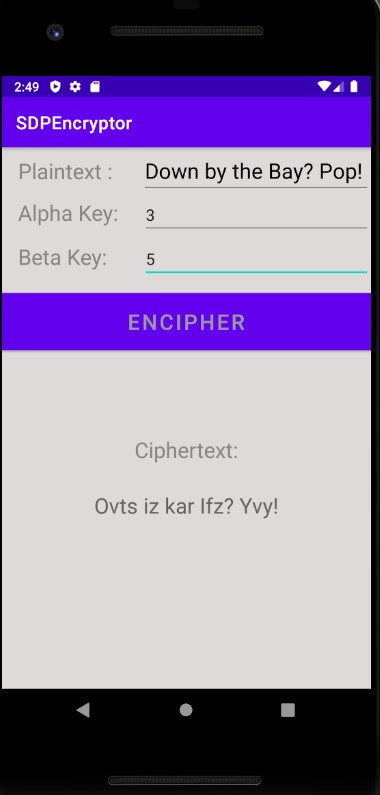 2:49
SDPEncryptor
Plaintext : Down by the Bay? Pop!
Alpha Key: 3
Beta Key: 5
ENCIPHER
Ciphertext:
Ovts iz kar Ifz? Yvy!